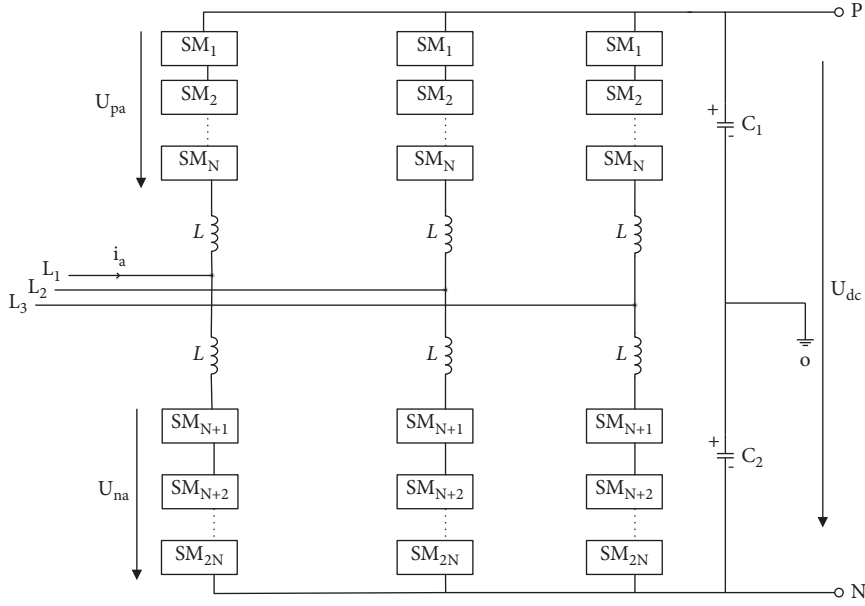 P
SM1 SM1 SM1
SM2 SM2 SM2
Upa
+ C1
-
SMN SMN SMN
L L L
ia
L1
L2
L3
Udc
o
L L L
SMN+1 SMN+1 SMN+1
+ C2
-
Una
SMN+2 SMN+2 SMN+2
SM2N SM2N SM2N
N